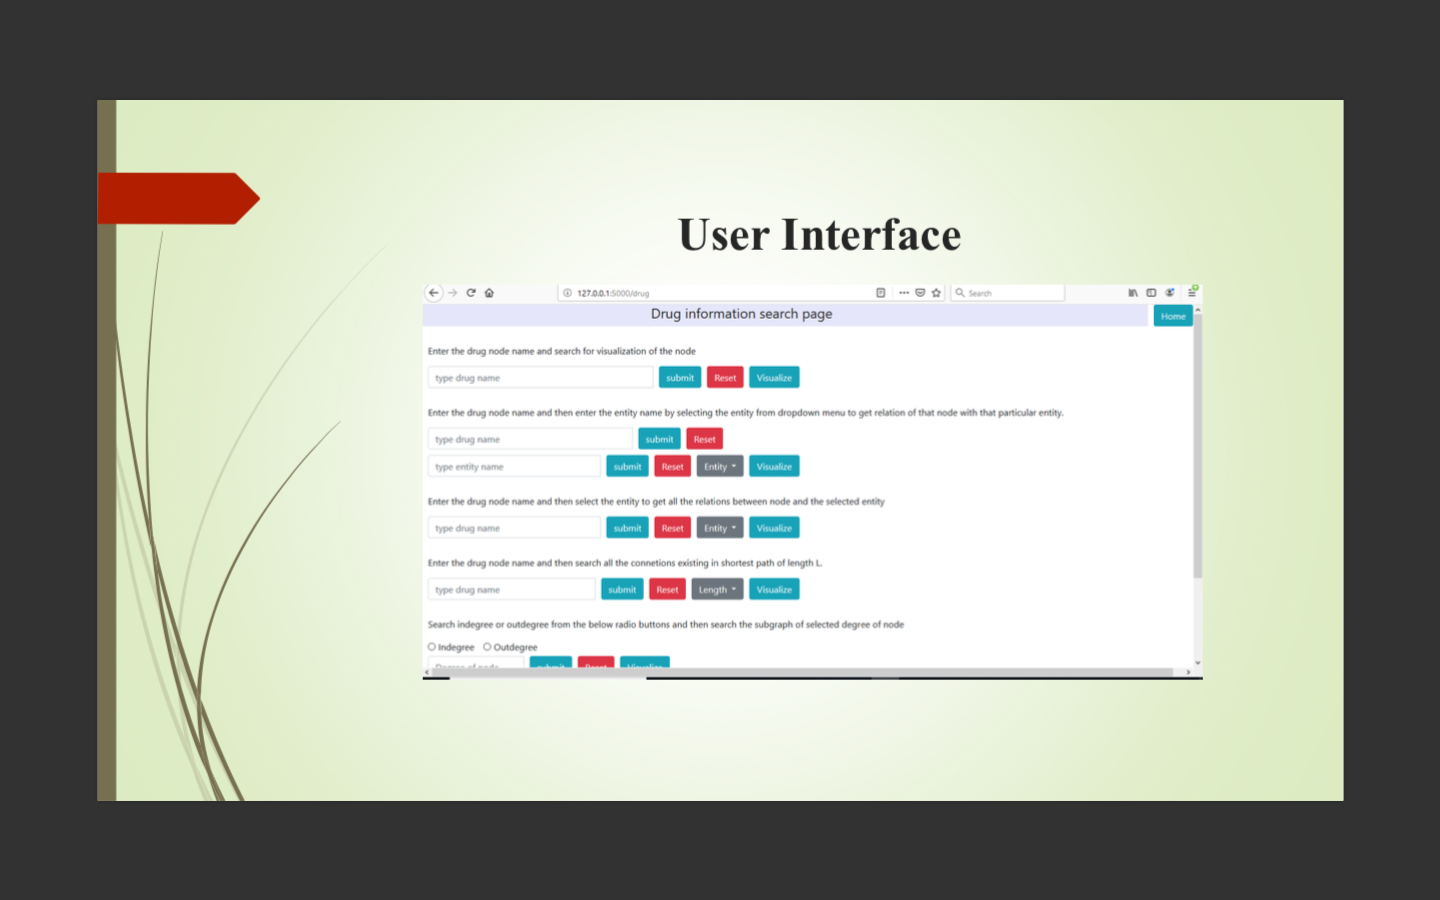 User Interface
127.0.0.1:5000/drug
Search
Drug information search page
Home
Enter the drug node name and search for visualization of the node
type drug name submit Reset Visualize
Enter the drug node name and then enter the entity name by selecting the entity from dropdown menu to get relation of that node with that particular entity.
type drug name submit Reset
type entity name submit Reset Entity Visualize
Enter the drug node name and then select the entity to get all the relations between node and the selected entity
type drug name submit Reset Entity Visualize
Enter the drug node name and then search all the connetions existing in shortest path of length L.
type drug name submit Reset Length Visualize
Search indegree or outdegree from the below radio buttons and then search the subgraph of selected degree of node
Indegree Outdegree
Degree of node submit Reset Visualize